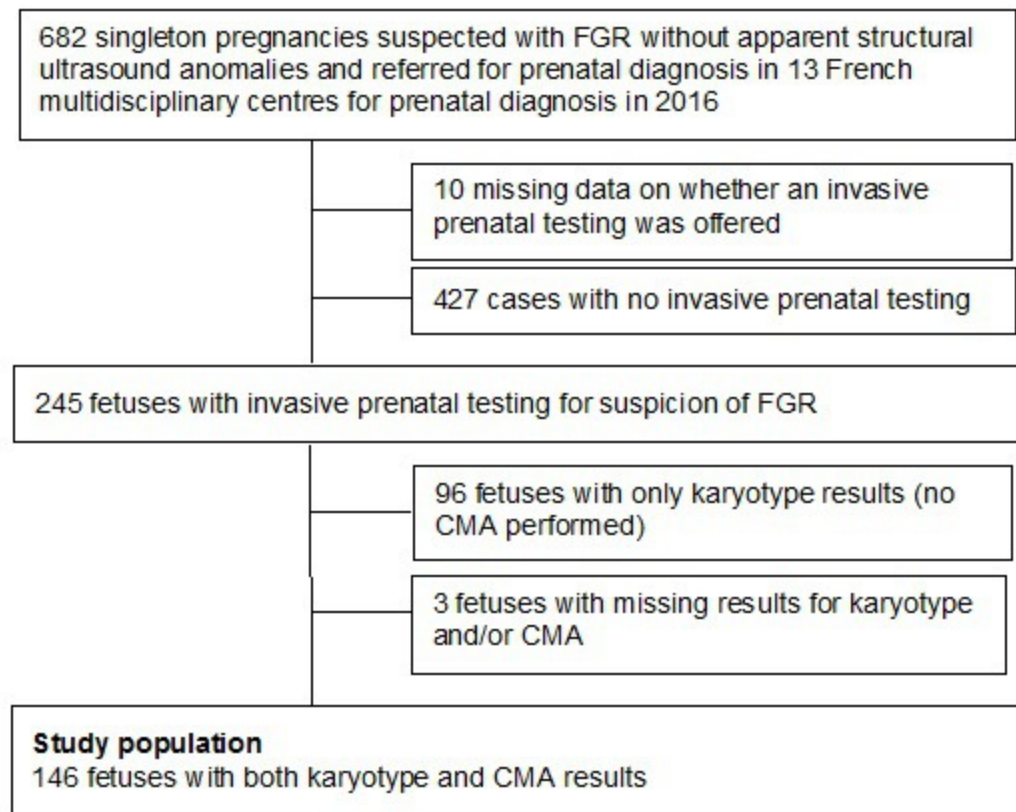 682 singleton pregnancies suspected with FGR without apparent structural
ultrasound anomalies and referred for prenatal diagnosis in 13 French
multidisciplinary centres for prenatal diagnosis in 2016
10 missing data on whether an invasive
prenatal testing was offered
427 cases with no invasive prenatal testing
245 fetuses with invasive prenatal testing for suspicion of FGR
96 fetuses with only karyotype results (no
CMA performed)
3 fetuses with missing results for karyotype
and/or CMA
Study population
146 fetuses with both karyotype and CMA results